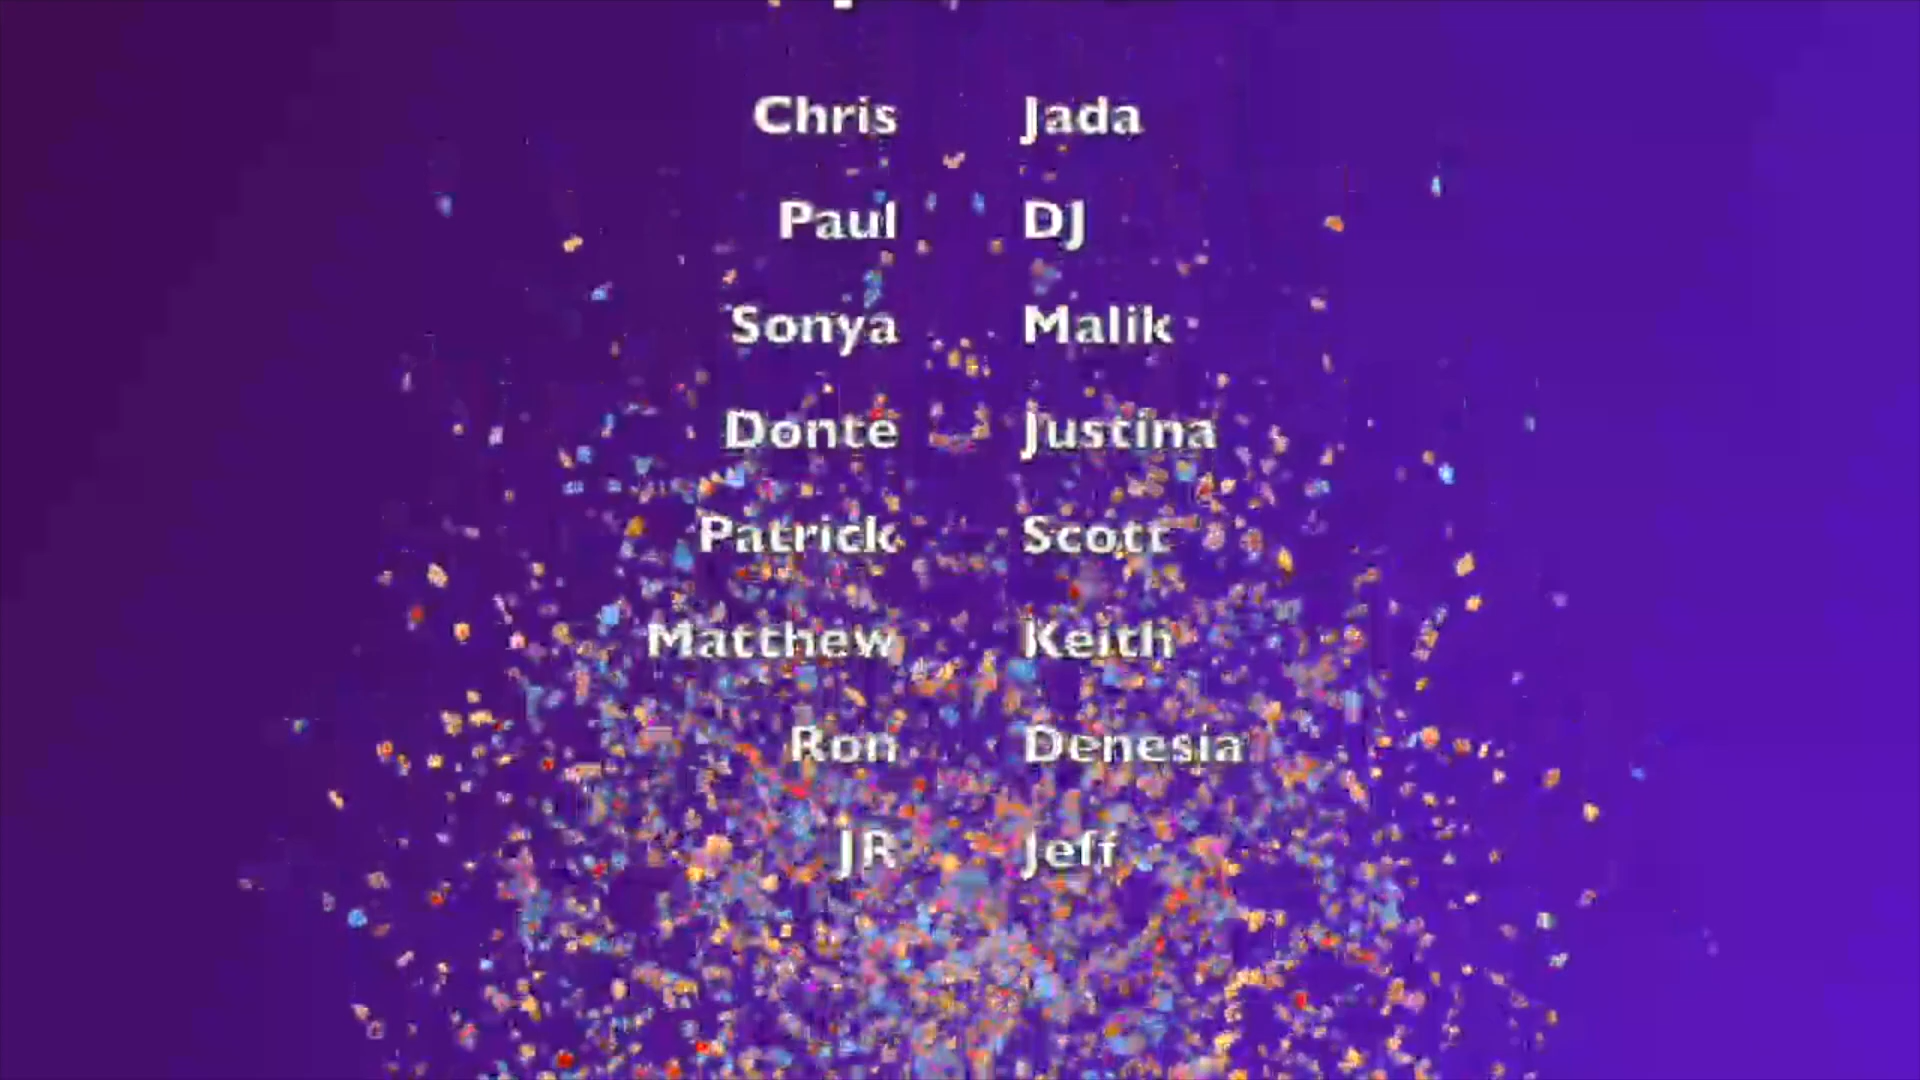 Chris Jada
Paul DJ
Sonya Malik
Donte Justina
Patrick Scott
Matthew Keith
Ron Denesia
JR Jeff